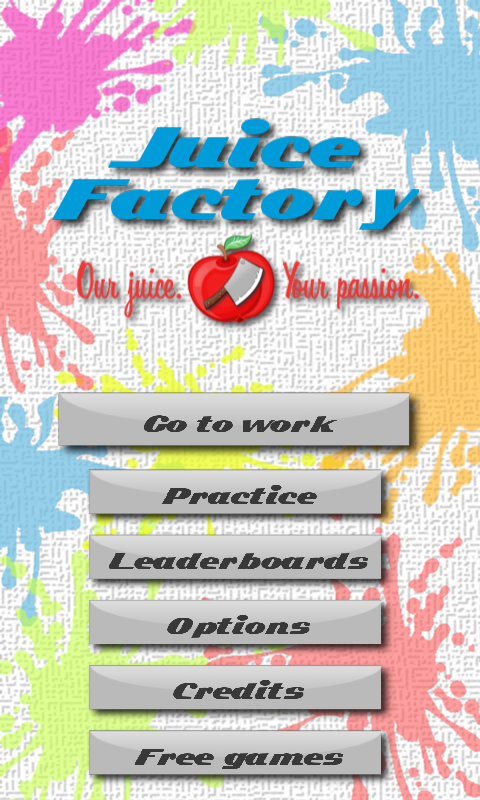 Juice
Factory
Our juice. Your passion.
Go to work
Practice
Leaderboards
Options
Credits
Free games